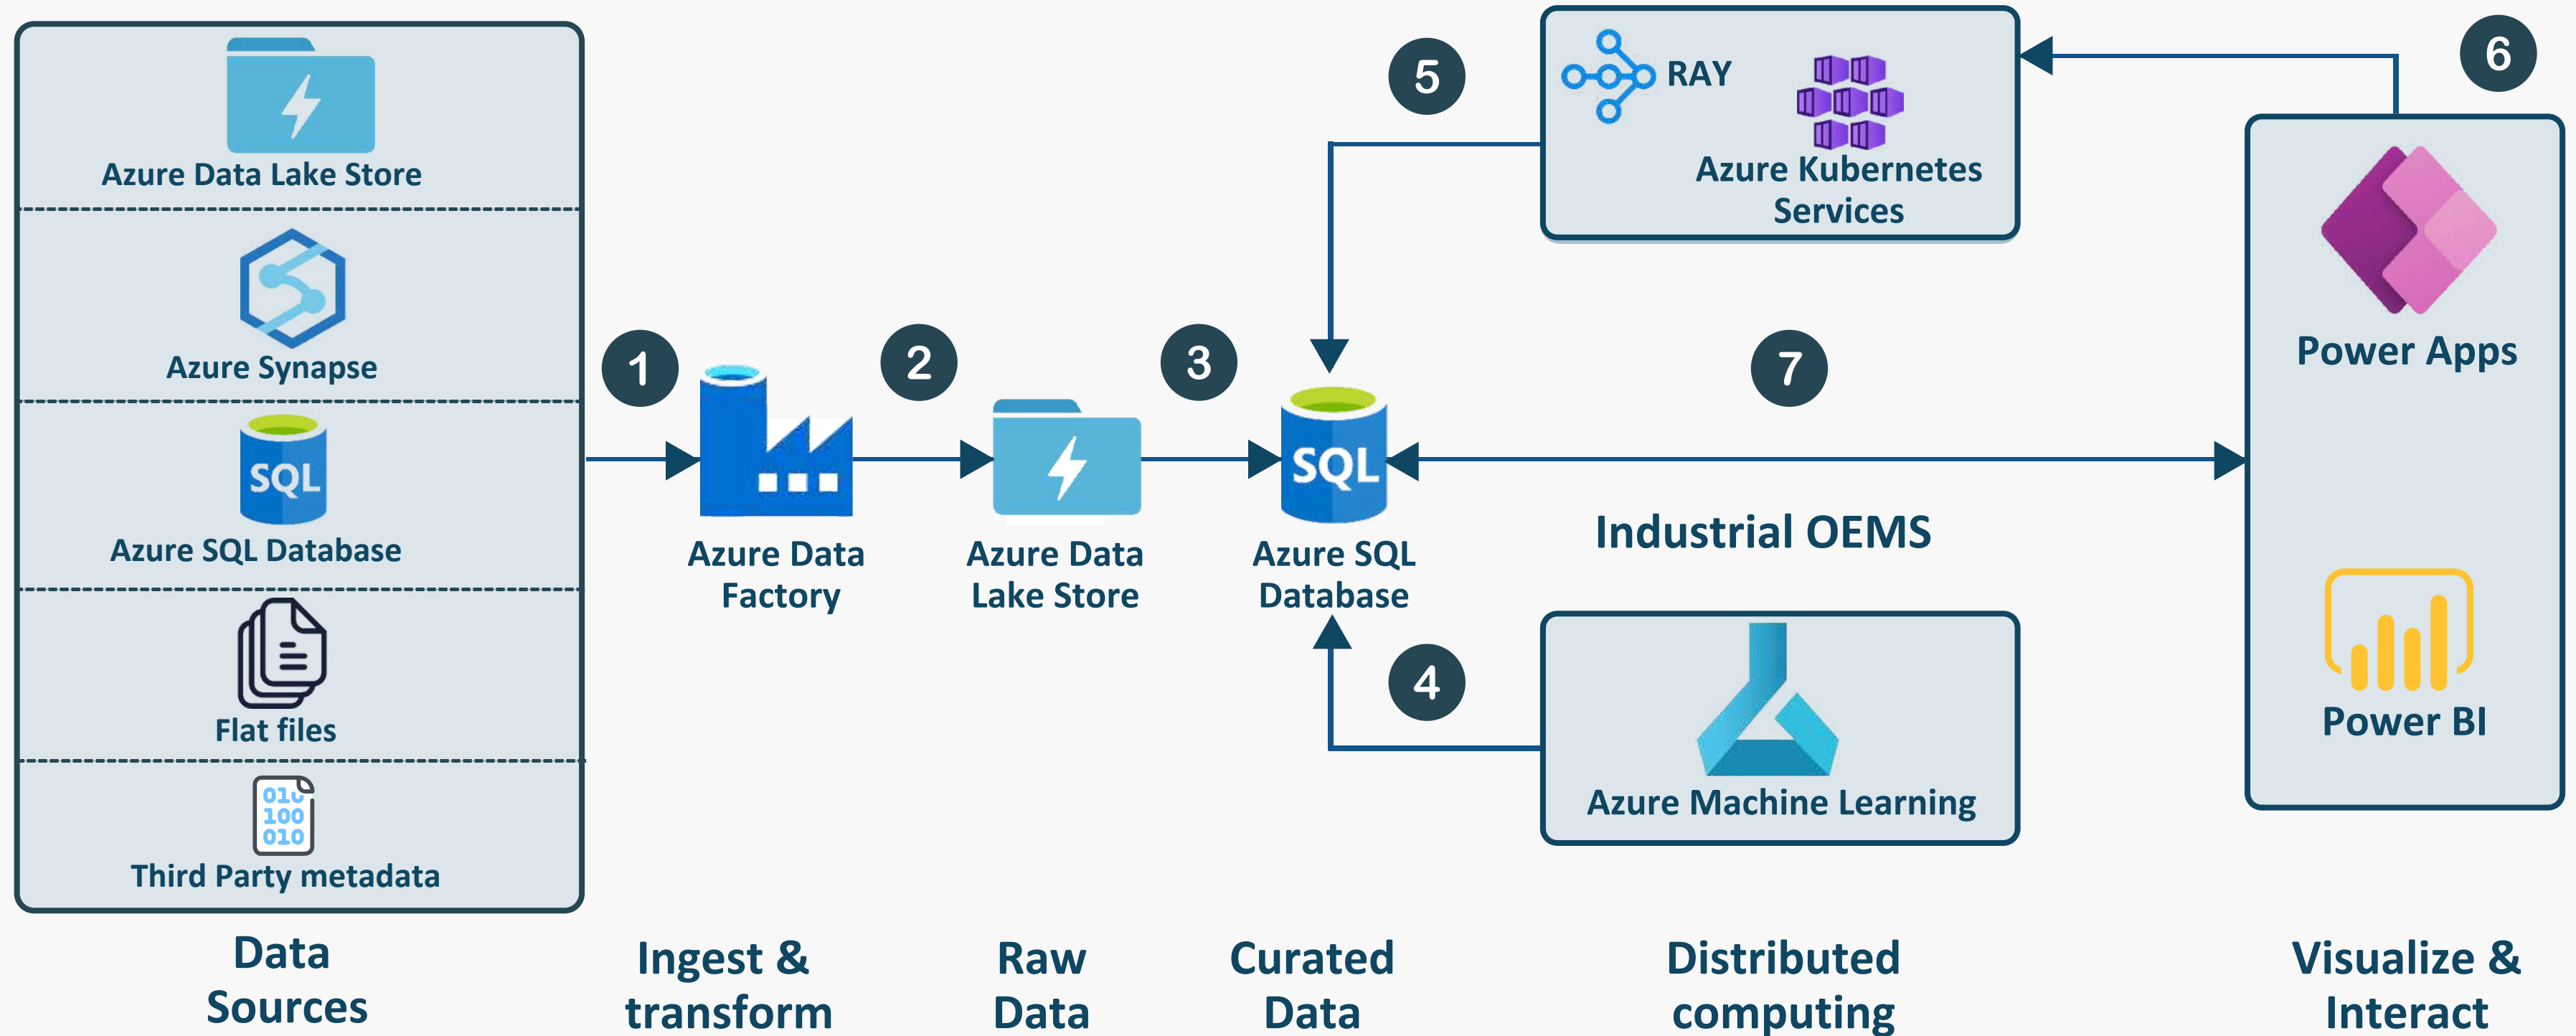 Azure Data Lake Store
Azure Synapse
SQL
Azure SQL Database
Flat files
010
100
010
Third Party metadata
Data
Sources
1
Azure Data
Factory
Ingest &
transform
2
Azure Data
Lake Store
Raw
Data
3
SQL
Azure SQL
Database
Curated
Data
5
RAY
Azure Kubernetes
Services
7
Industrial OEMS
4
Azure Machine Learning
Distributed
computing
6
Power Apps
Power BI
Visualize &
Interact